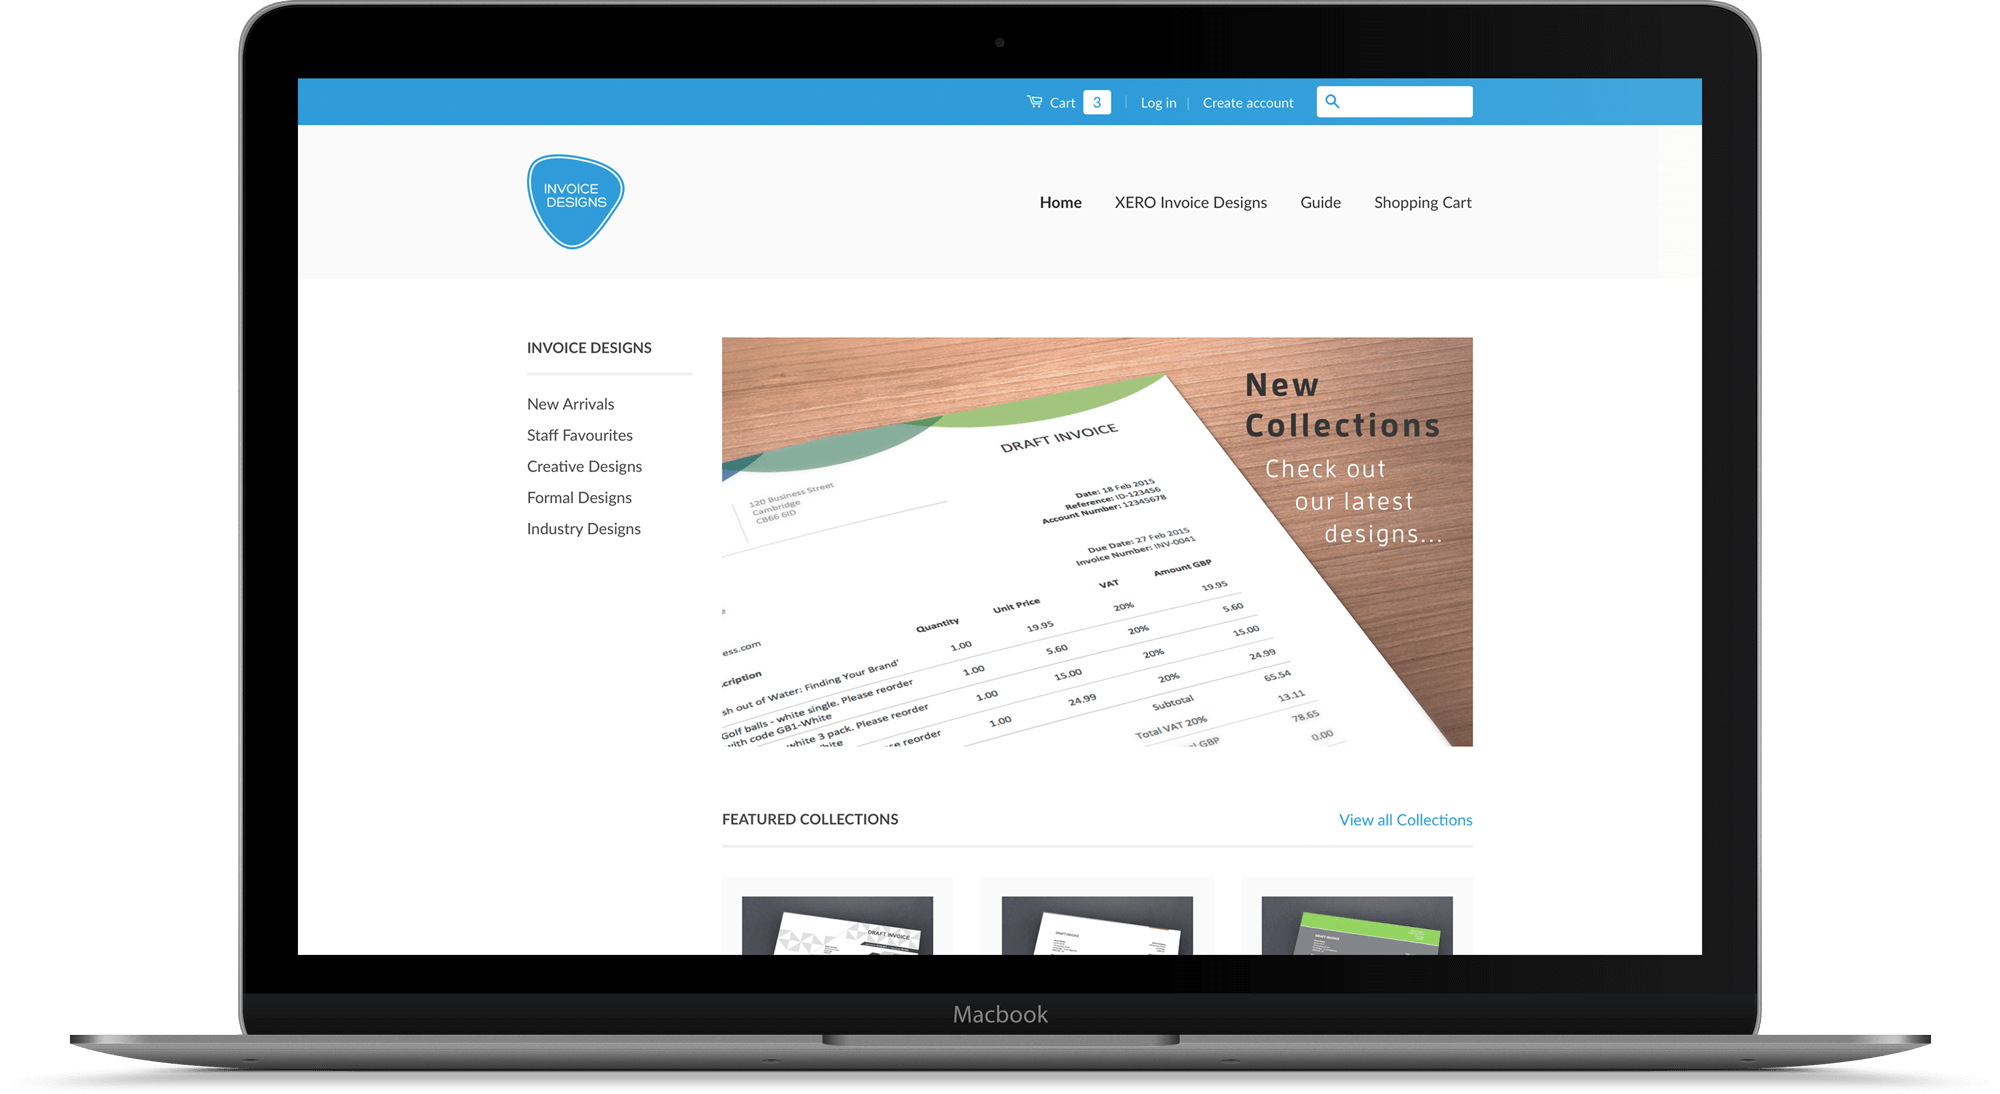 Cart 3 | Log in | Create account
INVOICE
DESIGNS
Home XERO Invoice Designs Guide Shopping Cart
INVOICE DESIGNS
New Arrivals
Staff Favourites
Creative Designs
Formal Designs
Industry Designs
New
Collections
Check out
our latest
designs...
DRAFT INVOICE
120 Business Street
Cambridge
CB66 6ID
Date: 18 Feb 2015
Reference: ID-123456
Account Number: 12345678
Due Date: 27 Feb 2015
Invoice Number: INV-0041
ess.com
cription Quantity Unit Price VAT Amount GBP
sh out of Water: Finding Your Brand' 1.00 19.95 20% 19.95
Golf balls - white single. Please reorder 1.00 5.60 20% 5.60
with code GB1-White
white 3 pack. Please reorder 1.00 15.00 20% 15.00
hite
se reorder 1.00 24.99 20% 24.99
Subtotal 65.54
Total VAT 20% 13.11
GBP 78.65
0.00
FEATURED COLLECTIONS View all Collections
DRAFT INVOICE
DRAFT INVOICE
DRAFT INVOICE
Macbook